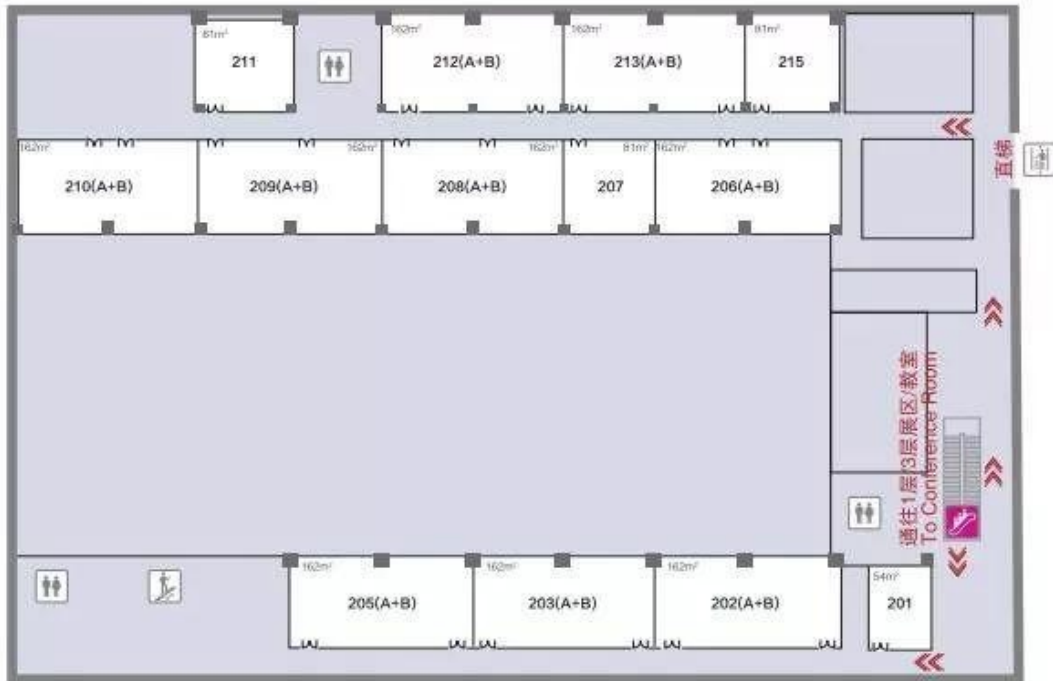 81m²
211
162m²
212(A+B)
162m²
213(A+B)
81m²
215
直梯
162m²
210(A+B)
162m²
209(A+B)
162m²
208(A+B)
81m²
207
162m²
206(A+B)
通往1层/3层展区/教室
To Conference Room
162m²
205(A+B)
162m²
203(A+B)
162m²
202(A+B)
54m²
201